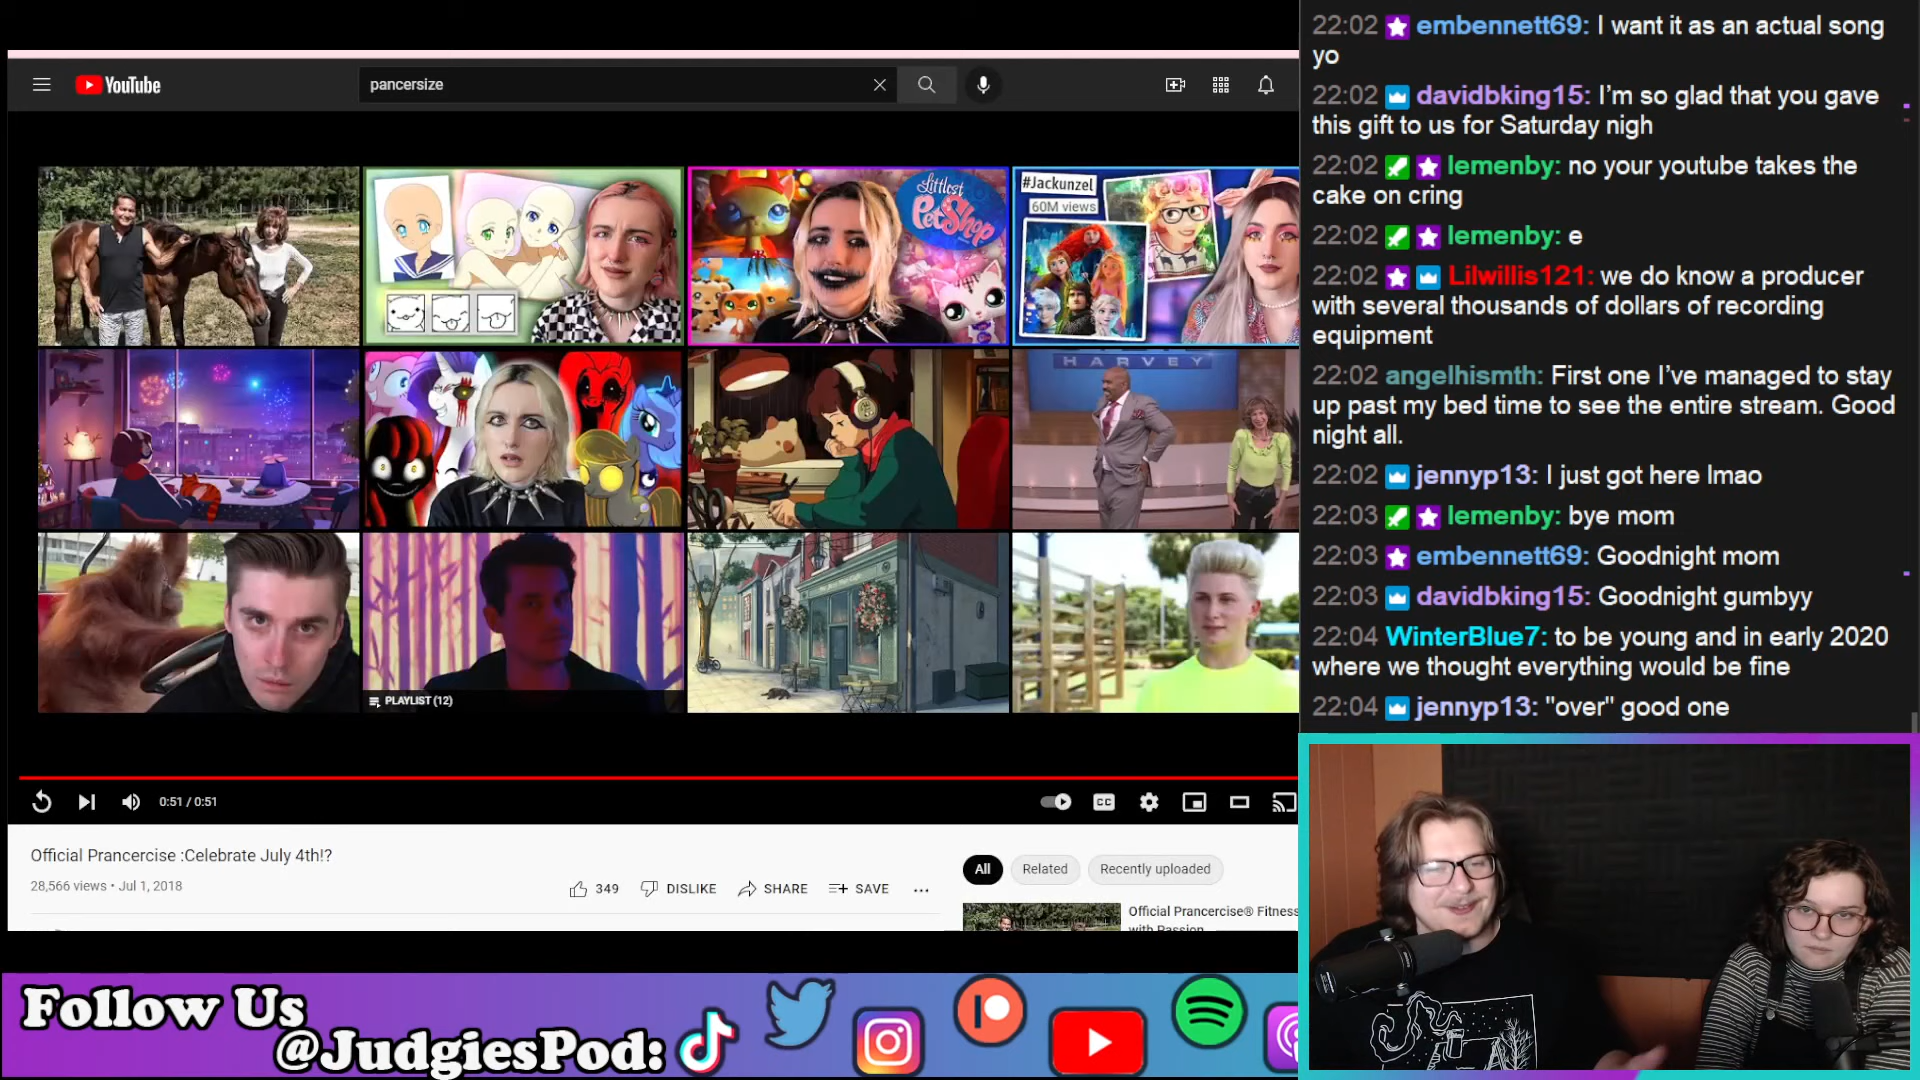 YouTube
pancersize
Littlest
PetShop
#Jackunzel
60M views
HARVEY
PLAYLIST (12)
0:51 / 0:51
CC
Official Prancercise :Celebrate July 4th!?
28,566 views • Jul 1, 2018
349
DISLIKE
SHARE
SAVE
...
All
Related
Recently uploaded
Official Prancercise® Fitness
with Passion
22:02 embennett69: I want it as an actual song
yo
22:02 davidbking15: I’m so glad that you gave
this gift to us for Saturday nigh
22:02 lemenby: no your youtube takes the
cake on cring
22:02 lemenby: e
22:02 Lilwillis121: we do know a producer
with several thousands of dollars of recording
equipment
22:02 angelhismth: First one I’ve managed to stay
up past my bed time to see the entire stream. Good
night all.
22:02 jennyp13: I just got here lmao
22:03 lemenby: bye mom
22:03 embennett69: Goodnight mom
22:03 davidbking15: Goodnight gumbyy
22:04 WinterBlue7: to be young and in early 2020
where we thought everything would be fine
22:04 jennyp13: "over" good one
Follow Us
@JudgiesPod: